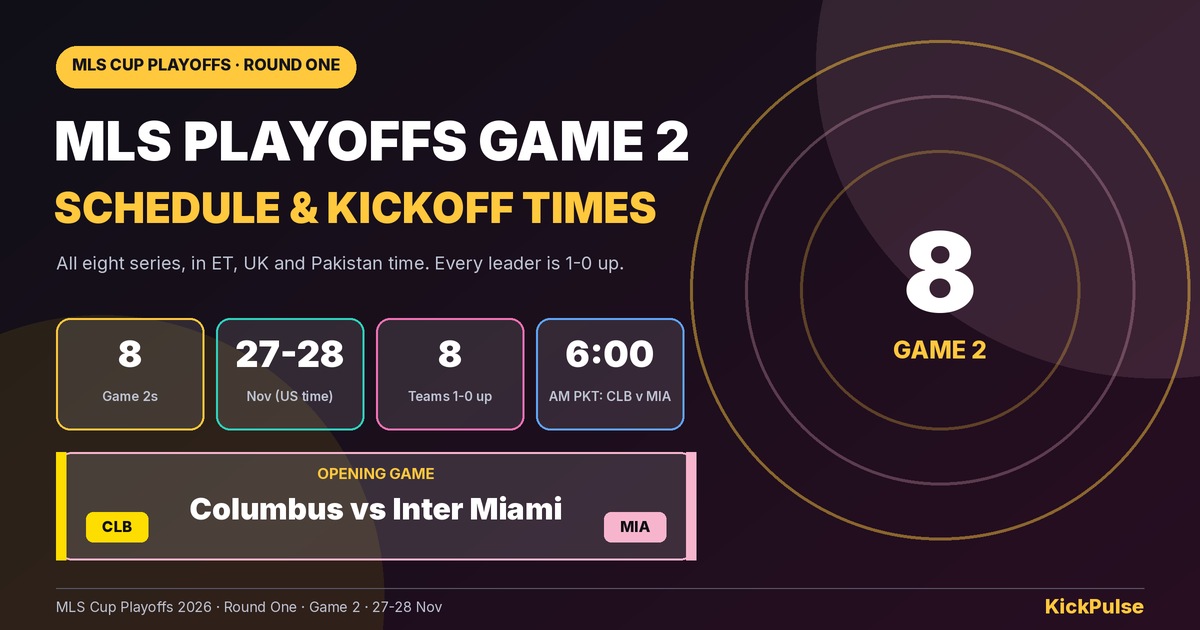 MLS CUP PLAYOFFS · ROUND ONE
MLS PLAYOFFS GAME 2
SCHEDULE & KICKOFF TIMES
All eight series, in ET, UK and Pakistan time. Every leader is 1-0 up.
8
Game 2s
27-28
Nov (US time)
8
Teams 1-0 up
6:00
AM PKT: CLB v MIA
8
GAME 2
OPENING GAME
Columbus vs Inter Miami
CLB
MIA
MLS Cup Playoffs 2026 · Round One · Game 2 · 27-28 Nov
KickPulse